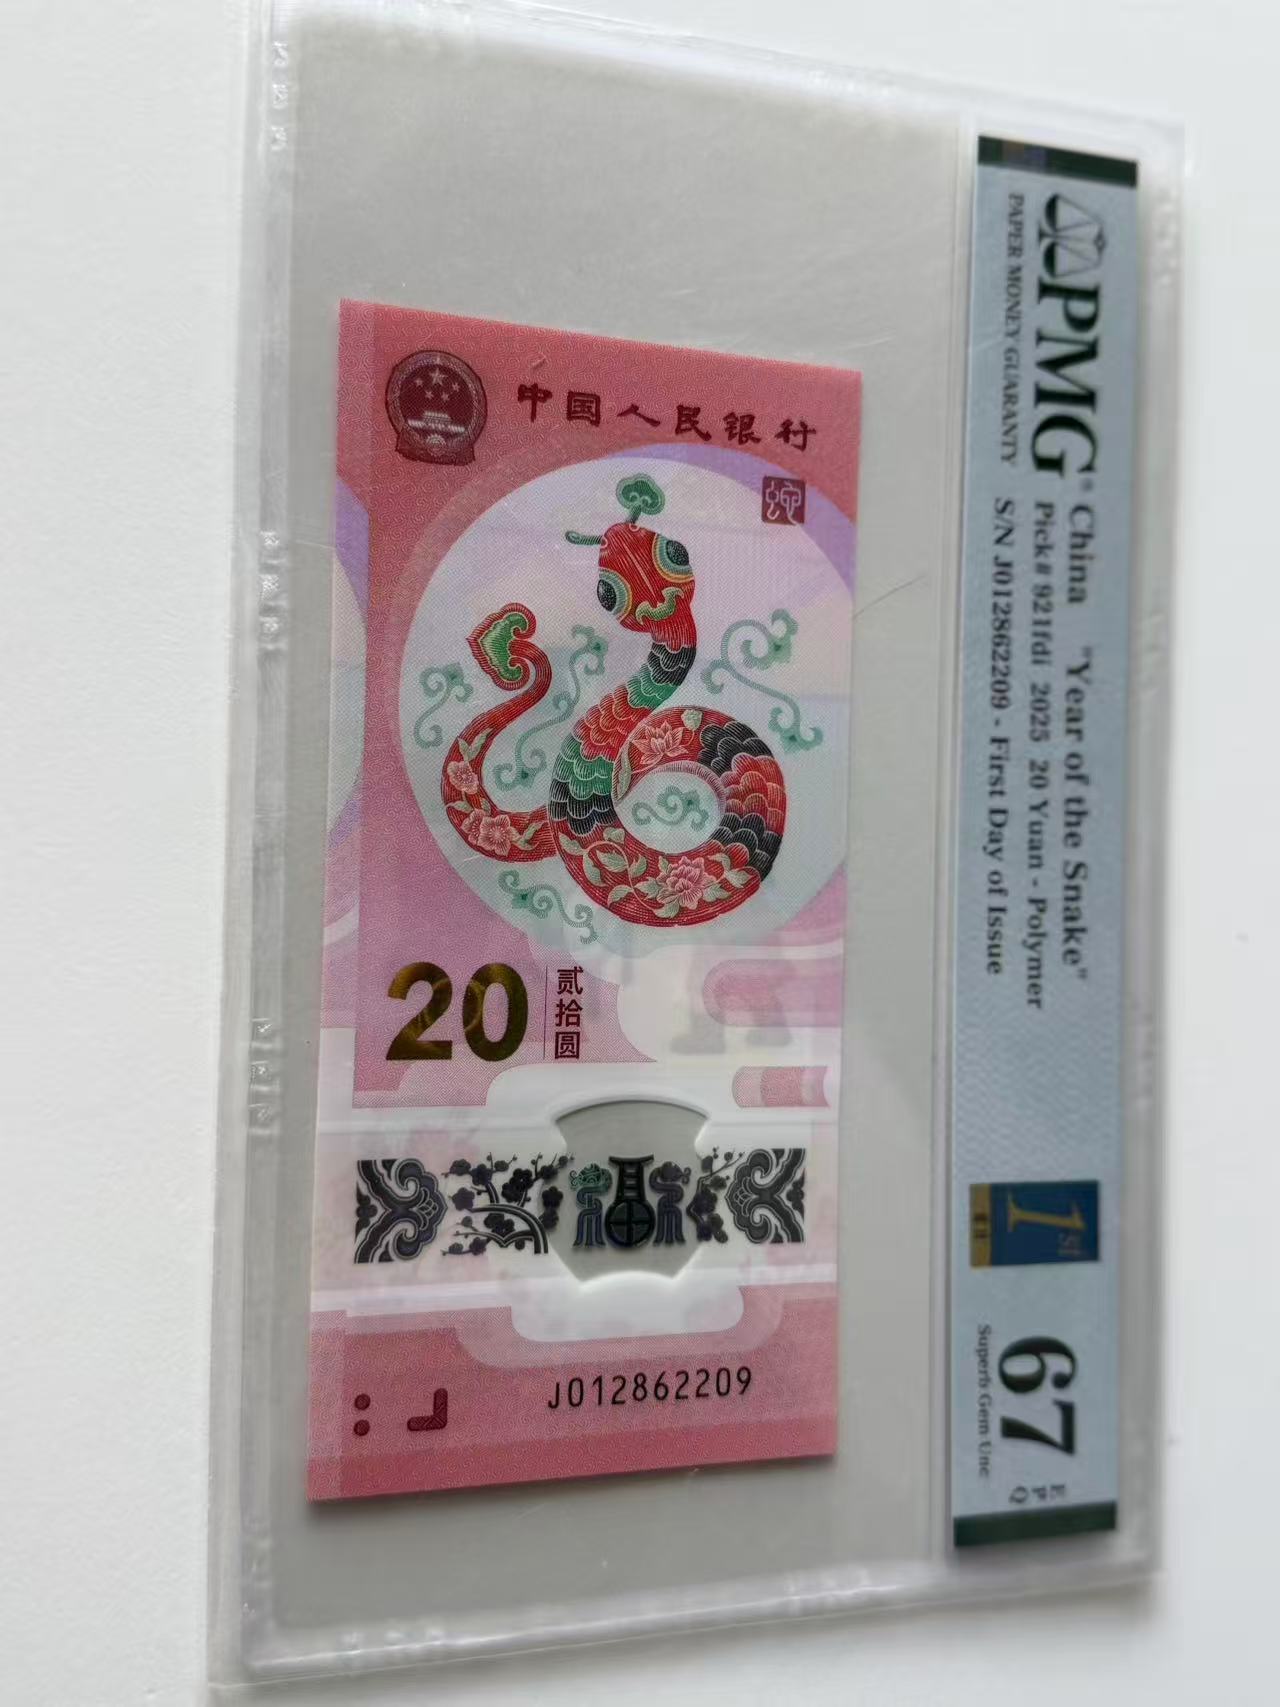 中国人民银行
蛇
20
贰拾圆
福
J012862209
PMG®
PAPER MONEY GUARANTY
China "Year of the Snake"
Pick# 921fdi 2025 20 Yuan - Polymer
S/N J012862209 - First Day of Issue
1st
67
EPQ
Superb Gem Unc